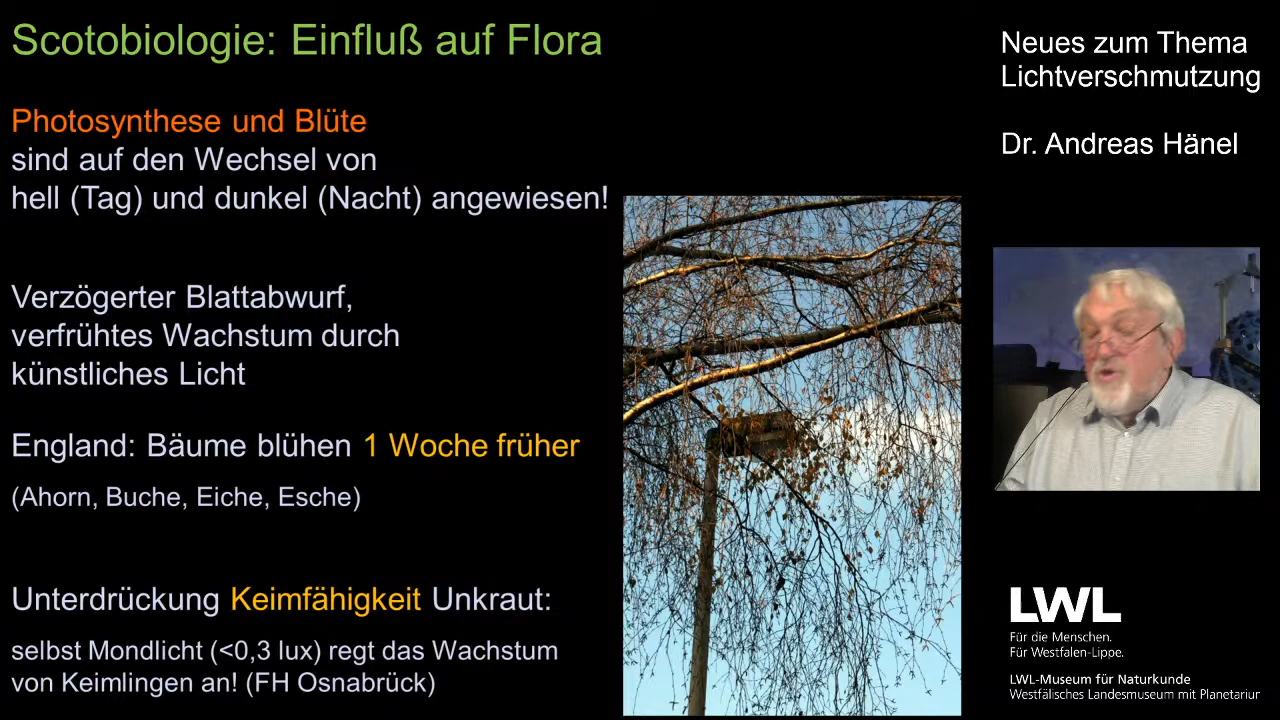 Scotobiologie: Einfluß auf Flora
Photosynthese und Blüte
sind auf den Wechsel von
hell (Tag) und dunkel (Nacht) angewiesen!
Verzögerter Blattabwurf,
verfrühtes Wachstum durch
künstliches Licht
England: Bäume blühen 1 Woche früher
(Ahorn, Buche, Eiche, Esche)
Unterdrückung Keimfähigkeit Unkraut:
selbst Mondlicht (<0,3 lux) regt das Wachstum
von Keimlingen an! (FH Osnabrück)
Neues zum Thema
Lichtverschmutzung
Dr. Andreas Hänel
LWL
Für die Menschen.
Für Westfalen-Lippe.
LWL-Museum für Naturkunde
Westfälisches Landesmuseum mit Planetariur